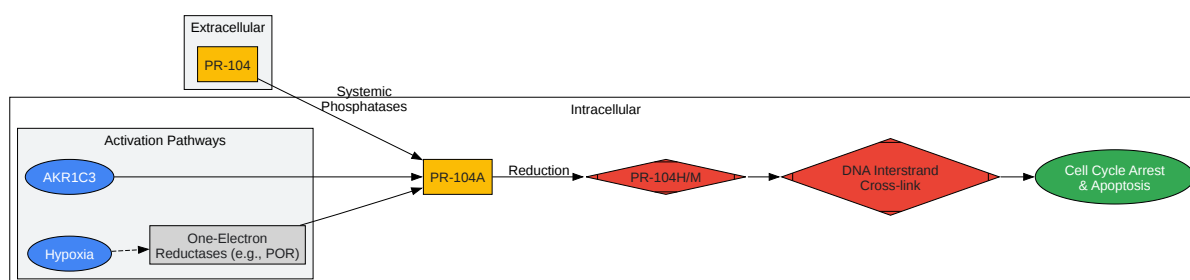 Extracellular
PR-104
Systemic
Phosphatases
Intracellular
Activation Pathways
AKR1C3
Hypoxia
One-Electron
Reductases (e.g., POR)
PR-104A
Reduction
PR-104H/M
DNA Interstrand
Cross-link
Cell Cycle Arrest
& Apoptosis